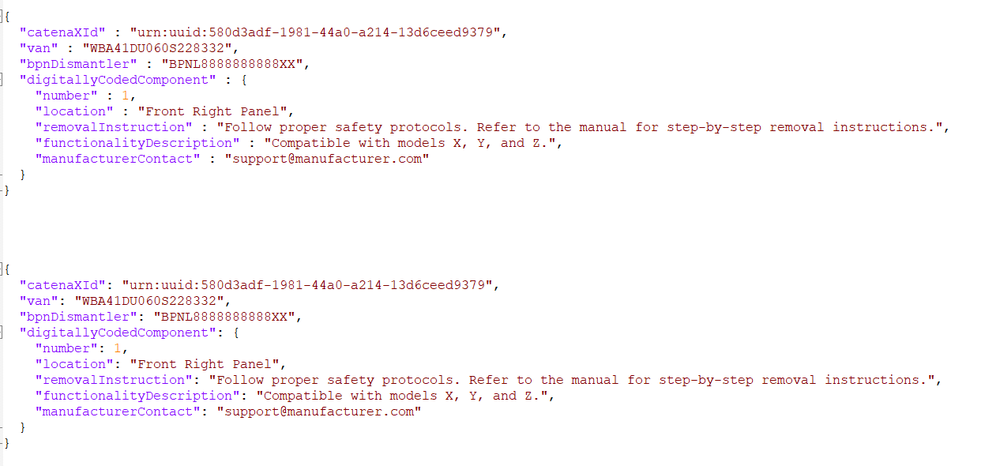 {
  "catenaXId" : "urn:uuid:580d3adf-1981-44a0-a214-13d6ceed9379",
  "van" : "WBA41DU060S228332",
  "bpnDismantler" : "BPNL8888888888XX",
  "digitallyCodedComponent" : {
    "number" : 1,
    "location" : "Front Right Panel",
    "removalInstruction" : "Follow proper safety protocols. Refer to the manual for step-by-step removal instructions.",
    "functionalityDescription" : "Compatible with models X, Y, and Z.",
    "manufacturerContact" : "support@manufacturer.com"
  }
}
{
  "catenaXId": "urn:uuid:580d3adf-1981-44a0-a214-13d6ceed9379",
  "van": "WBA41DU060S228332",
  "bpnDismantler": "BPNL8888888888XX",
  "digitallyCodedComponent": {
    "number": 1,
    "location": "Front Right Panel",
    "removalInstruction": "Follow proper safety protocols. Refer to the manual for step-by-step removal instructions.",
    "functionalityDescription": "Compatible with models X, Y, and Z.",
    "manufacturerContact": "support@manufacturer.com"
  }
}